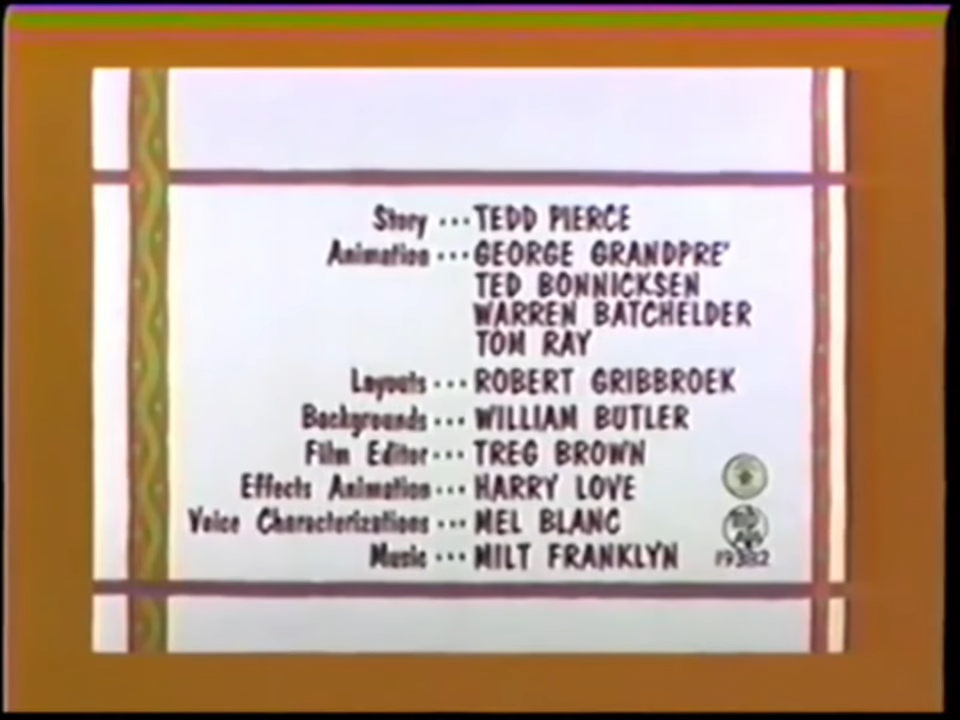 Story ... TEDD PIERCE
Animation ... GEORGE GRANDPRE'
TED BONNICKSEN
WARREN BATCHELDER
TOM RAY
Layouts ... ROBERT GRIBBROEK
Backgrounds ... WILLIAM BUTLER
Film Editor ... TREG BROWN
Effects Animation ... HARRY LOVE
Voice Characterizations ... MEL BLANC
Music ... MILT FRANKLYN